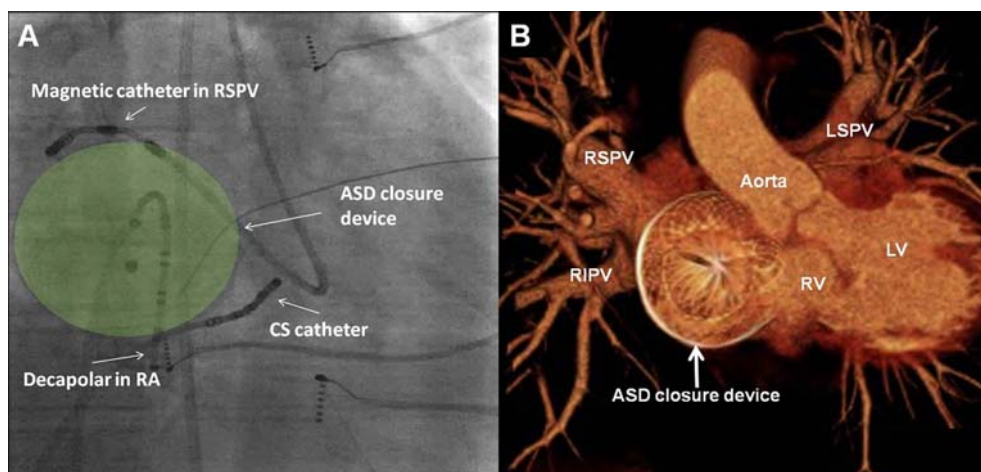 A
Magnetic catheter in RSPV
ASD closure
device
CS catheter
Decapolar in RA
B
LSPV
RSPV
Aorta
LV
RIPV
RV
ASD closure device